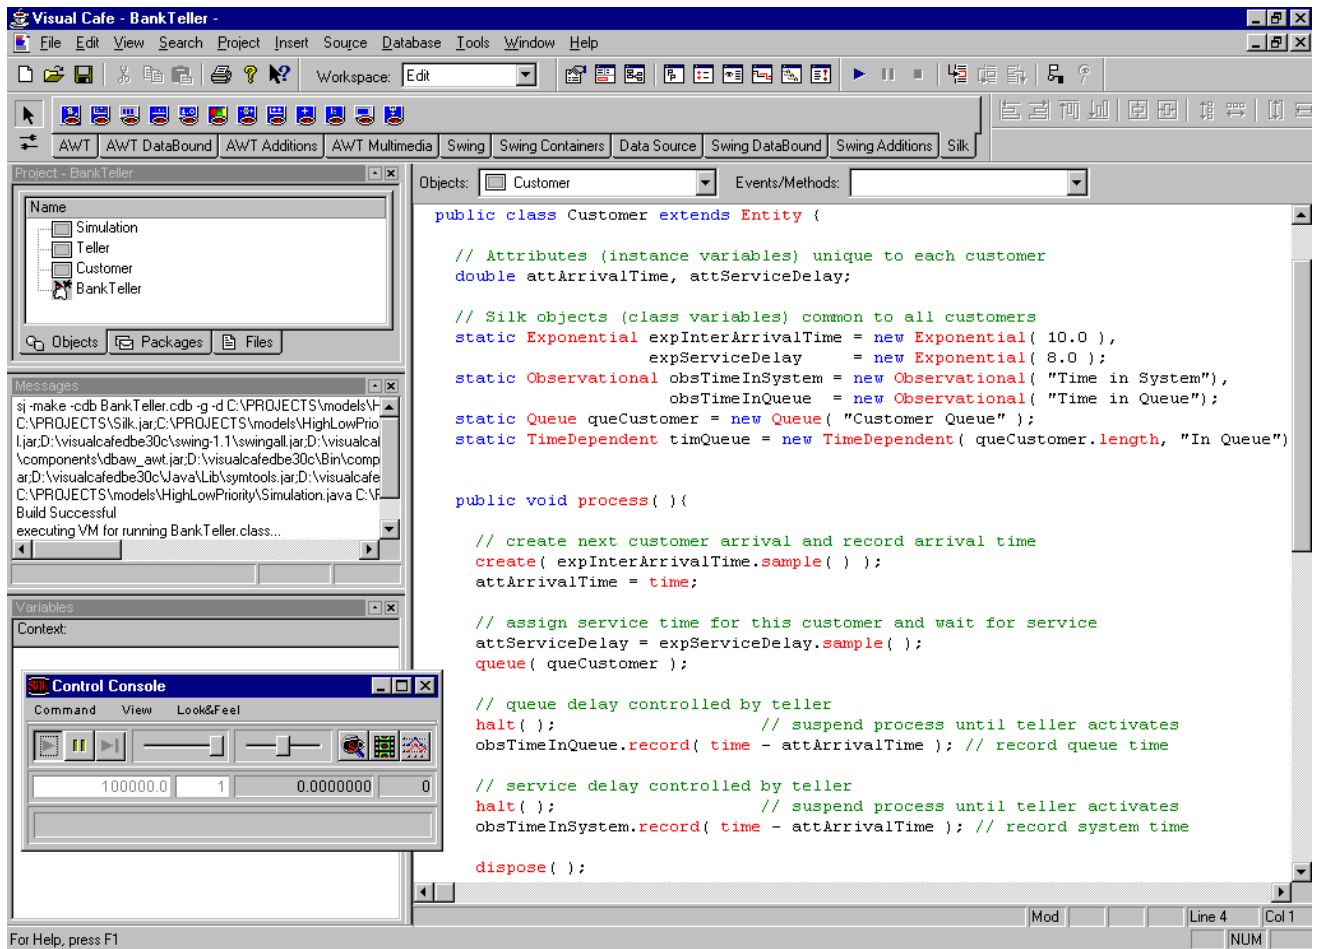 Visual Cafe - BankTeller -
File Edit View Search Project Insert Source Database Tools Window Help
Workspace: Edit
AWT AWT DataBound AWT Additions AWT Multimedia Swing Swing Containers Data Source Swing DataBound Swing Additions Silk
Project - BankTeller
Name
Simulation
Teller
Customer
BankTeller
Objects Packages Files
Messages
sj -make -cdb BankTeller.cdb -g -d C:\PROJECTS\models\H
C:\PROJECTS\Silk.jar;C:\PROJECTS\models\HighLowPrio
l.jar;D:\visualcafedbe30c\swing-1.1\swingall.jar;D:\visualcaf
\components\dbaw_awt.jar;D:\visualcafedbe30c\Bin\comp
ar;D:\visualcafedbe30c\Java\Lib\symtools.jar;D:\visualcafe
C:\PROJECTS\models\HighLowPriority\Simulation.java C:\P
Build Successful
executing VM for running BankTeller.class...
Variables
Context:
Control Console
Command View Look&Feel
100000.0 1 0.0000000 0
Objects: Customer Events/Methods:
public class Customer extends Entity {
// Attributes (instance variables) unique to each customer
double attArrivalTime, attServiceDelay;
// Silk objects (class variables) common to all customers
static Exponential expInterArrivalTime = new Exponential( 10.0 ),
expServiceDelay = new Exponential( 8.0 );
static Observational obsTimeInSystem = new Observational( "Time in System"),
obsTimeInQueue = new Observational( "Time in Queue");
static Queue queCustomer = new Queue( "Customer Queue" );
static TimeDependent timQueue = new TimeDependent( queCustomer.length, "In Queue")
public void process( ){
// create next customer arrival and record arrival time
create( expInterArrivalTime.sample( ) );
attArrivalTime = time;
// assign service time for this customer and wait for service
attServiceDelay = expServiceDelay.sample( );
queue( queCustomer );
// queue delay controlled by teller
halt( ); // suspend process until teller activates
obsTimeInQueue.record( time - attArrivalTime ); // record queue time
// service delay controlled by teller
halt( ); // suspend process until teller activates
obsTimeInSystem.record( time - attArrivalTime ); // record system time
dispose( );
Mod Line 4 Col 1
For Help, press F1 NUM